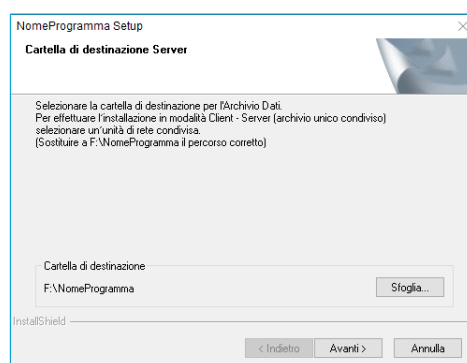 NomeProgramma Setup
Cartella di destinazione Server
Selezionare la cartella di destinazione per l'Archivio Dati.
Per effettuare l'installazione in modalità Client - Server (archivio unico condiviso)
selezionare un'unità di rete condivisa.
(Sostituire a F:\NomeProgramma il percorso corretto)
Cartella di destinazione
F:\NomeProgramma
Sfoglia...
InstallShield
< Indietro
Avanti >
Annulla